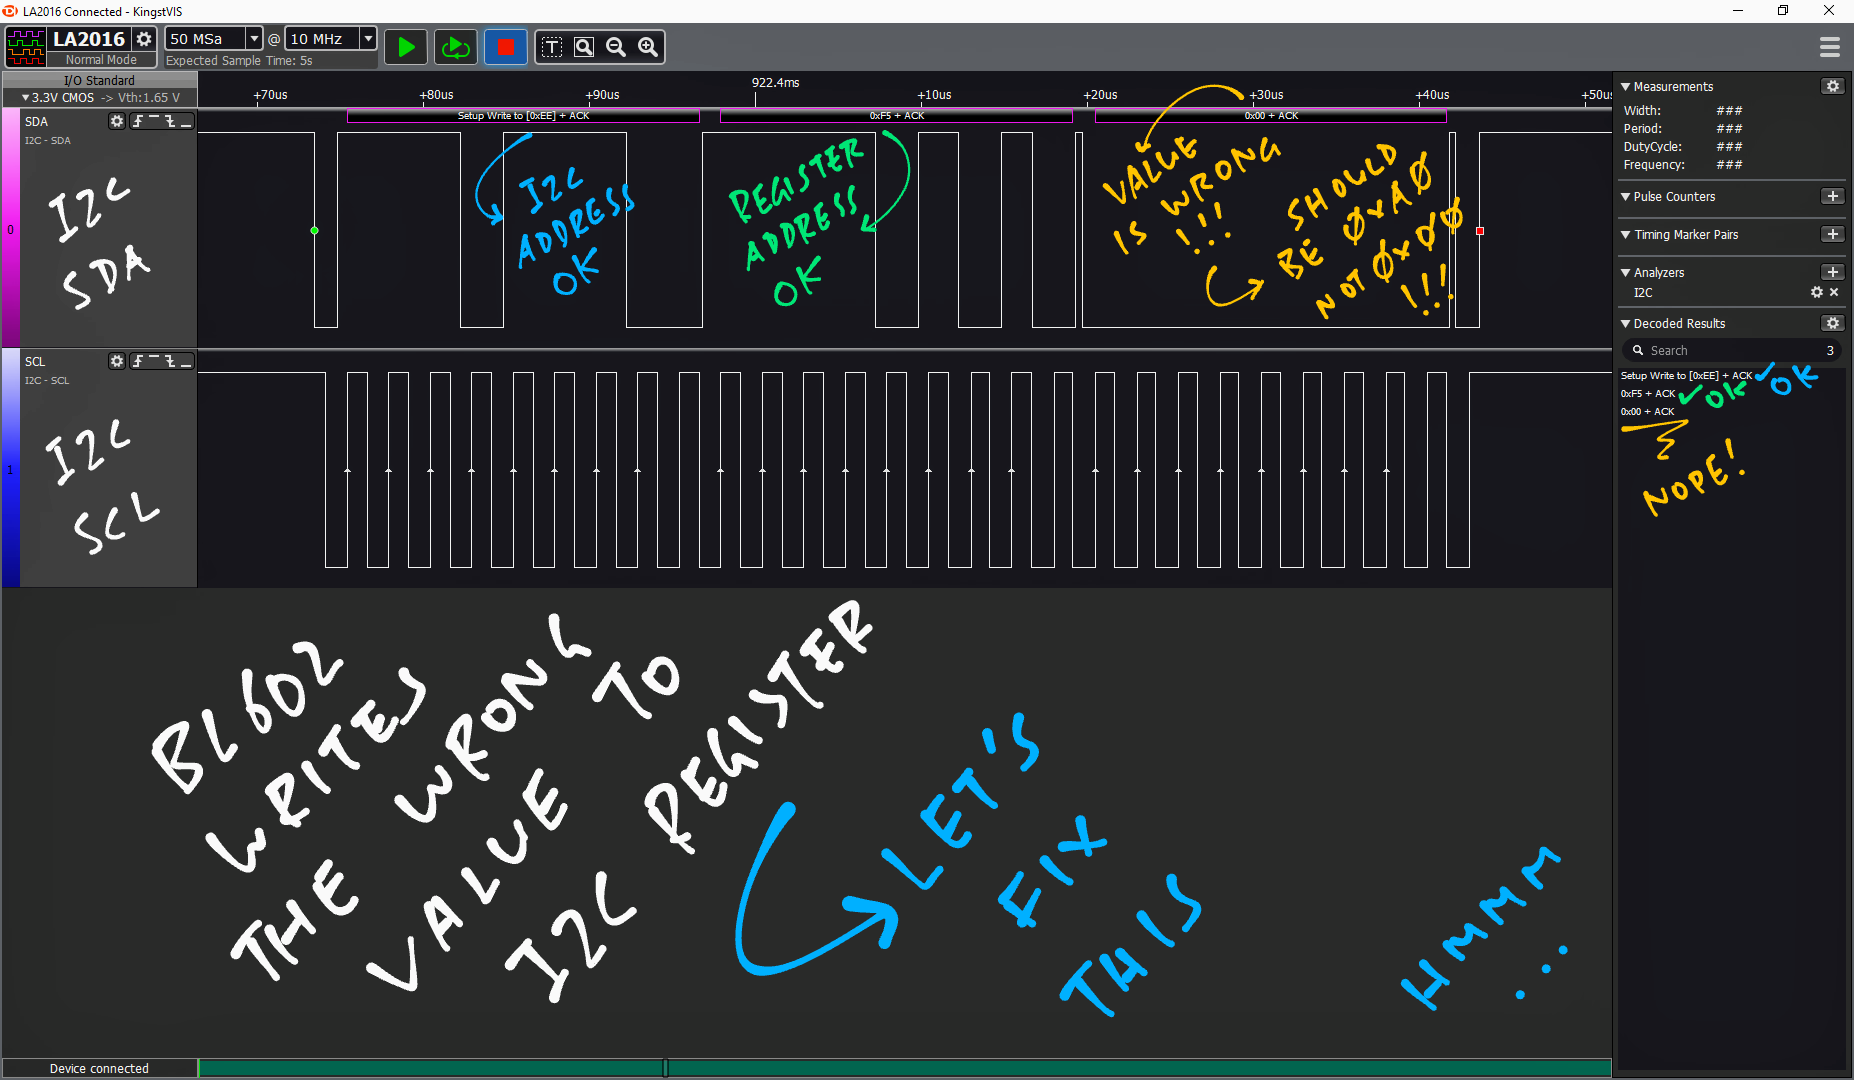 LA2016 Connected - KingstVIS
LA2016
Normal Mode
50 MSa @ 10 MHz
Expected Sample Time: 5s
I/O Standard
3.3V CMOS -> Vth:1.65 V
+70us +80us +90us 922.4ms +10us +20us +30us +40us +50us
SDA
I2C - SDA
0
I2C
SDA
Setup Write to [0xEE] + ACK
0xF5 + ACK
0x00 + ACK
I2C
ADDRESS
OK
REGISTER
ADDRESS
OK
VALUE
IS WRONG
!!!
SHOULD
BE 0xA0
NOT 0x00
!!!
SCL
I2C - SCL
1
I2C
SCL
BL602
WRITES
THE WRONG
VALUE TO
I2C REGISTER
LET'S
FIX
THIS
HMMM
...
Measurements
Width: ###
Period: ###
DutyCycle: ###
Frequency: ###
Pulse Counters
Timing Marker Pairs
Analyzers
I2C
Decoded Results
Search 3
Setup Write to [0xEE] + ACK ✓OK
0xF5 + ACK ✓OK
0x00 + ACK
NOPE!
Device connected